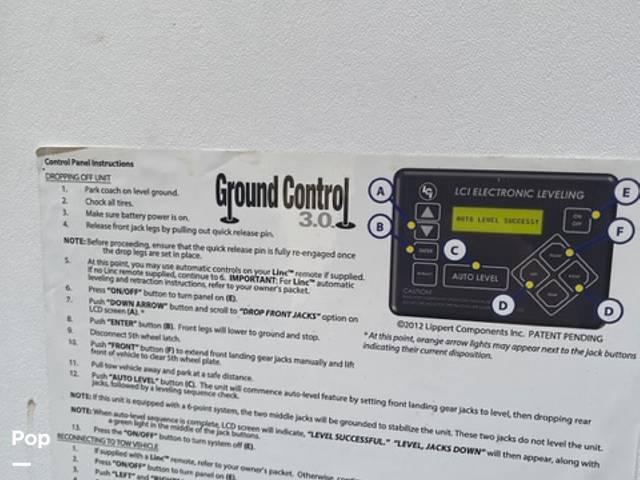 Control Panel Instructions
DROPPING OFF UNIT
1. Park coach on level ground.
2. Chock all tires.
3. Make sure battery power is on.
4. Release front jack legs by pulling out quick release pin.
NOTE: Before proceeding, ensure that the quick release pin is fully re-engaged once
the drop legs are set in place.
5. At this point, you may use automatic controls on your Linc™ remote if supplied.
If no Linc remote supplied, continue to 6. IMPORTANT: For Linc™ automatic
leveling and retraction instructions, refer to your owner's packet.
6. Press "ON/OFF" button to turn panel on (E).
7. Push "DOWN ARROW" button and scroll to "DROP FRONT JACKS" option on
LCD screen (A). *
8. Push "ENTER" button (B). Front legs will lower to ground and stop.
9. Disconnect 5th wheel latch.
10. Push "FRONT" button (F) to extend front landing gear jacks manually and lift
front of vehicle to clear 5th wheel plate.
11. Pull tow vehicle away and park at a safe distance.
12. Push "AUTO LEVEL" button (C). The unit will commence auto-level feature by setting front landing gear jacks to level, then dropping rear
jacks, followed by a leveling sequence check.
NOTE: If this unit is equipped with a 6-point system, the two middle jacks will be grounded to stabilize the unit. These two jacks do not level the unit.
NOTE: When auto-level sequence is complete, LCD screen will indicate, "LEVEL SUCCESSFUL." "LEVEL, JACKS DOWN" will then appear, along with
a green light in the middle of the jack buttons.
13. Press the "ON/OFF" button to turn system off (E).
RECONNECTING TO TOW VEHICLE
1. If supplied with a Linc™ remote, refer to your owner's packet. Otherwise
2. Press "ON/OFF" button to turn panel on (E).
3. Push "LEFT" and
Ground Control
3.0
A
B
C
D
D
E
F
LCI ELECTRONIC LEVELING
AUTO LEVEL SUCCESS!
ON
OFF
ENTER
RETRACT
AUTO LEVEL
FRONT
LEFT
RIGHT
REAR
CAUTION
©2012 Lippert Components Inc. PATENT PENDING
* At this point, orange arrow lights may appear next to the jack buttons
indicating their current disposition.
Pop